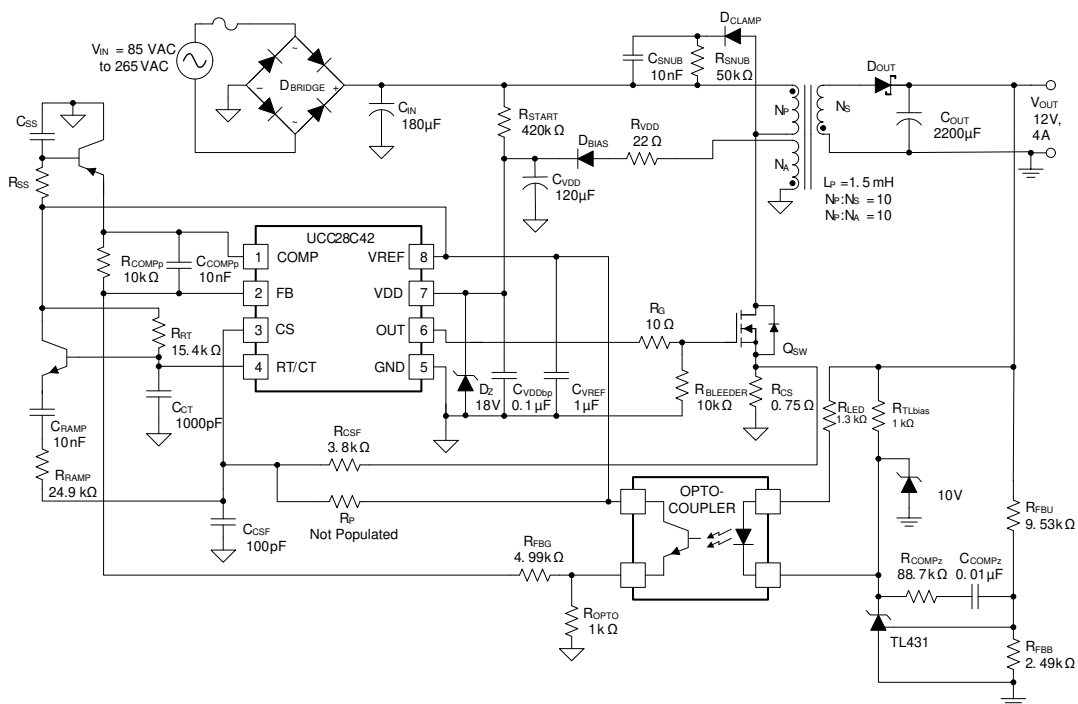 VIN = 85 VAC
to 265 VAC
~
DBRIDGE
−
+
~
CIN
180µF
CSS
RSS
DCLAMP
CSNUB
10nF
RSNUB
50kΩ
RSTART
420kΩ
DBIAS
RVDD
22Ω
CVDD
120µF
NP
NS
NA
LP =1.5 mH
NP:NS = 10
NP:NA = 10
DOUT
COUT
2200µF
VOUT
12V,
4A
UCC28C42
1 COMP
2 FB
3 CS
4 RT/CT
VREF 8
VDD 7
OUT 6
GND 5
RCOMPp
10kΩ
CCOMPp
10nF
RRT
15.4kΩ
CCT
1000pF
CRAMP
10nF
RRAMP
24.9 kΩ
DZ
18V
CVDDbp
0.1µF
CVREF
1µF
RG
10Ω
RBLEEDER
10kΩ
QSW
RCS
0.75Ω
RCSF
3.8kΩ
RP
Not Populated
CCSF
100pF
RFBG
4.99kΩ
ROPTO
1kΩ
OPTO-
COUPLER
RLED
1.3 kΩ
RTLbias
1 kΩ
10V
RFBU
9.53kΩ
RCOMPz
88.7kΩ
CCOMPz
0.01µF
TL431
RFBB
2.49kΩ